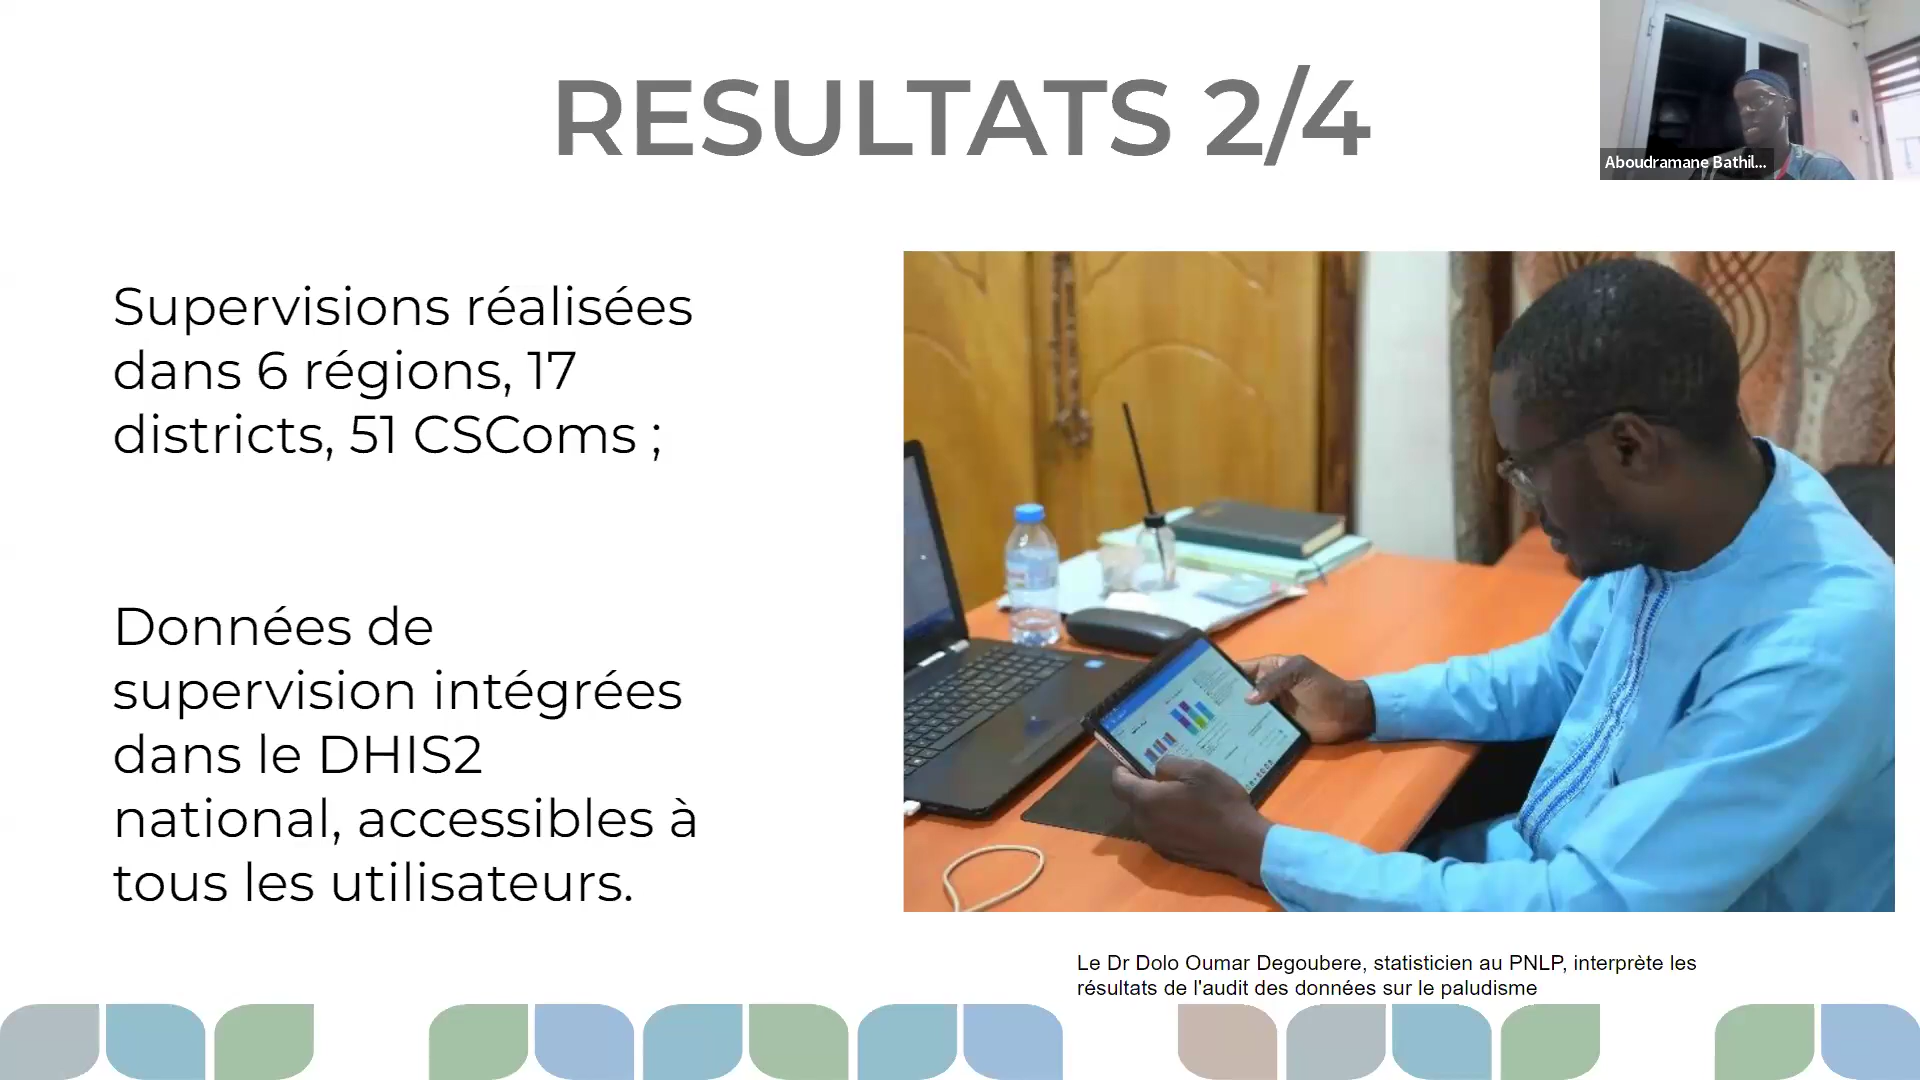 RESULTATS 2/4
Aboudramane Bathil...
Supervisions réalisées
dans 6 régions, 17
districts, 51 CSComs ;
Données de
supervision intégrées
dans le DHIS2
national, accessibles à
tous les utilisateurs.
Le Dr Dolo Oumar Degoubere, statisticien au PNLP, interprète les
résultats de l'audit des données sur le paludisme